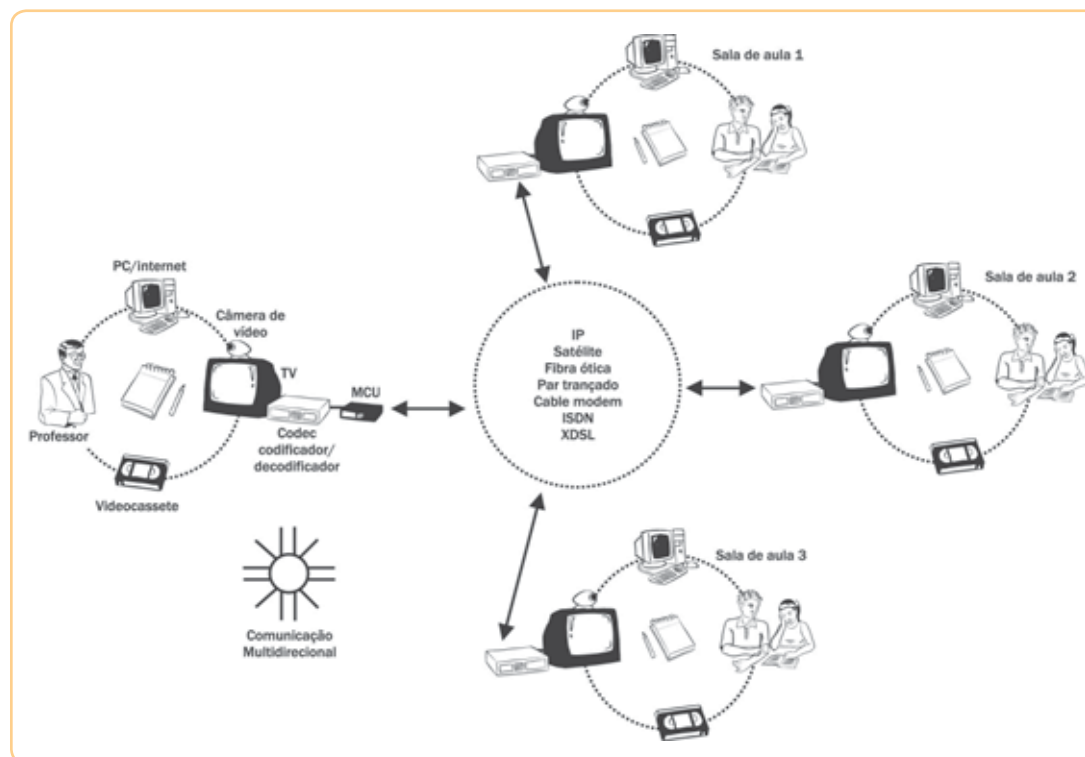 Sala de aula 1
PC/internet
Câmera de
vídeo
TV
MCU
Professor
Codec
codificador/
decodificador
Videocassete
IP
Satélite
Fibra ótica
Par trançado
Cable modem
ISDN
XDSL
Sala de aula 2
Comunicação
Multidirecional
Sala de aula 3